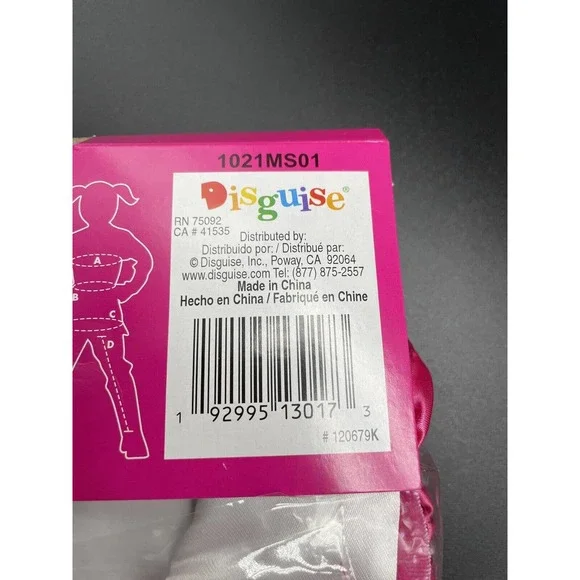 1021MS01
Disguise®
RN 75092
CA # 41535
Distributed by:
Distribuido por: / Distribué par:
© Disguise, Inc., Poway, CA 92064
www.disguise.com Tel: (877) 875-2557
Made in China
Hecho en China / Fabriqué en Chine
A
B
C
D
1 92995 13017 3
# 120679K